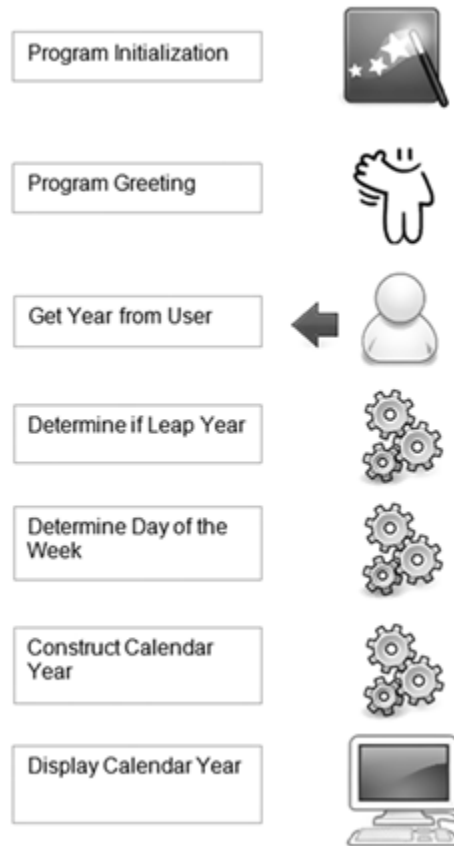 Program Initialization
Program Greeting
Get Year from User
Determine if Leap Year
Determine Day of the
Week
Construct Calendar
Year
Display Calendar Year